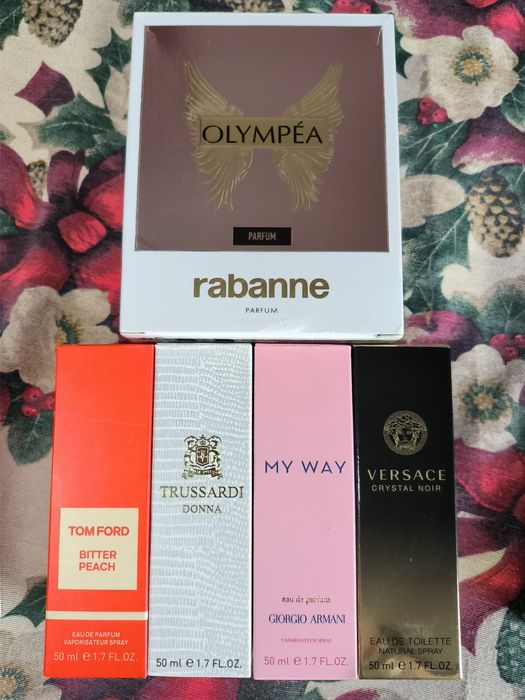 OLYMPÉA
PARFUM
rabanne
PARFUM
TOM FORD
BITTER
PEACH
EAU DE PARFUM
VAPORISATEUR SPRAY
50 ml ℮ 1.7 FL.OZ.
TRUSSARDI
DONNA
50 ml ℮ 1.7 FL.OZ.
MY WAY
eau de parfum
GIORGIO ARMANI
VAPORISATEUR SPRAY
50 ml ℮ 1.7 FL.OZ.
VERSACE
CRYSTAL NOIR
EAU DE TOILETTE
NATURAL SPRAY
50 ml ℮ 1.7 FL.OZ.